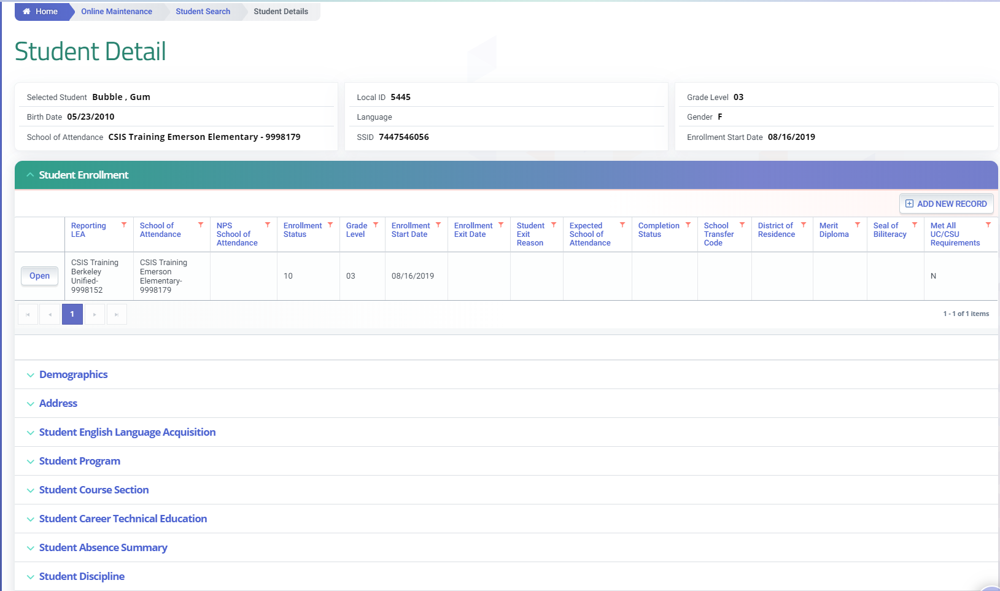 Home Online Maintenance Student Search Student Details
Student Detail
Selected Student Bubble , Gum
Birth Date 05/23/2010
School of Attendance CSIS Training Emerson Elementary - 9998179
Local ID 5445
Language
SSID 7447546056
Grade Level 03
Gender F
Enrollment Start Date 08/16/2019
Student Enrollment
ADD NEW RECORD
Reporting
LEA
School of
Attendance
NPS
School of
Attendance
Enrollment
Status
Grade
Level
Enrollment
Start Date
Enrollment
Exit Date
Student
Exit
Reason
Expected
School of
Attendance
Completion
Status
School
Transfer
Code
District of
Residence
Merit
Diploma
Seal of
Biliteracy
Met All
UC/CSU
Requirements
Open
CSIS Training
Berkeley
Unified-
9998152
CSIS Training
Emerson
Elementary-
9998179
10
03
08/16/2019
N
1
1 - 1 of 1 items
Demographics
Address
Student English Language Acquisition
Student Program
Student Course Section
Student Career Technical Education
Student Absence Summary
Student Discipline